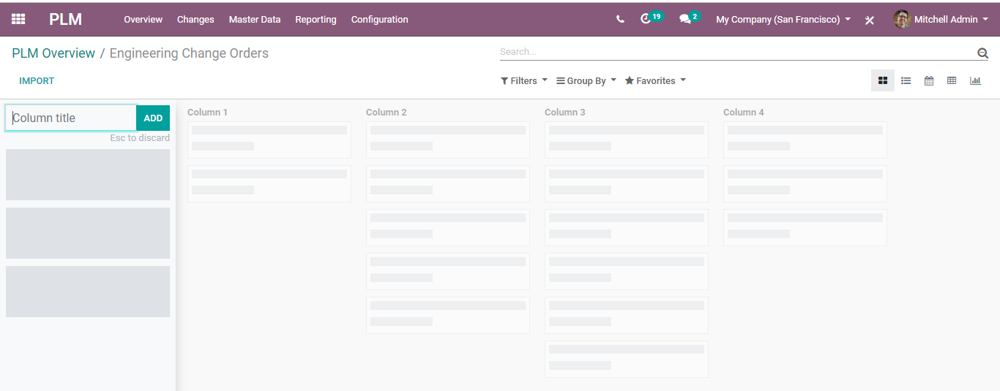 PLM Overview Changes Master Data Reporting Configuration 19 2 My Company (San Francisco) Mitchell Admin
PLM Overview / Engineering Change Orders Search...
IMPORT Filters Group By Favorites
Column title ADD Column 1 Column 2 Column 3 Column 4
Esc to discard